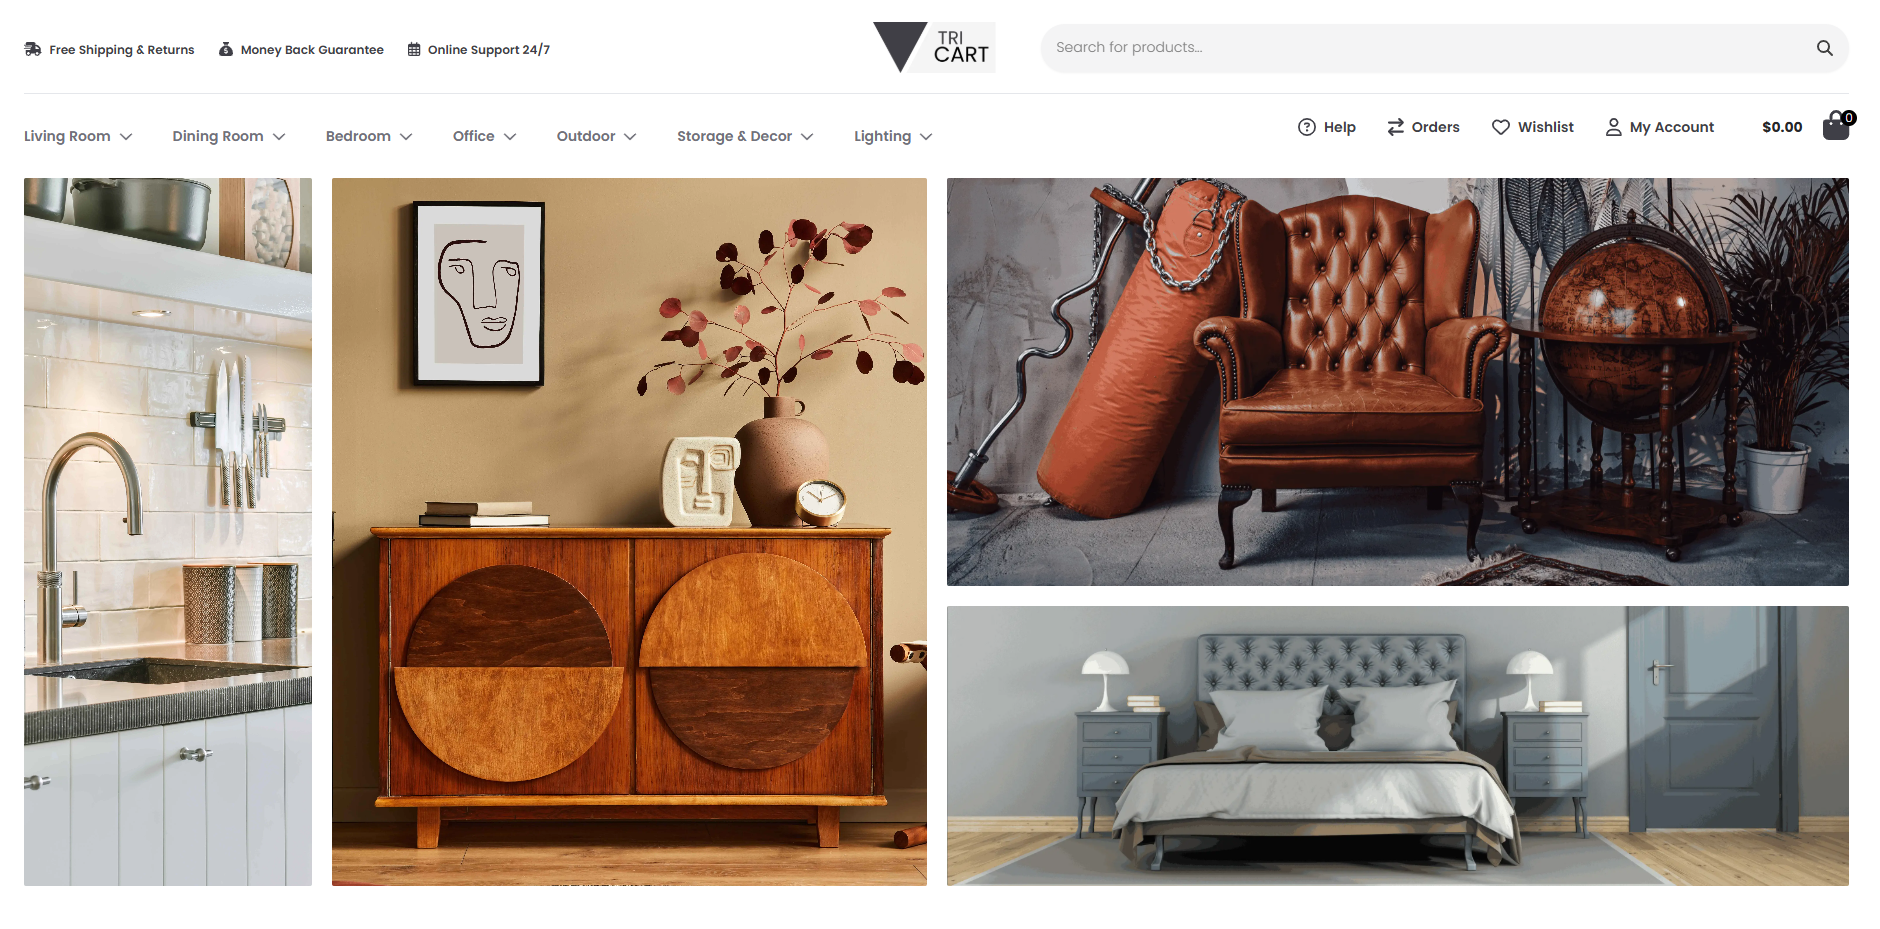 Free Shipping & Returns
Money Back Guarantee
Online Support 24/7
TRI
CART
Search for products...
Living Room
Dining Room
Bedroom
Office
Outdoor
Storage & Decor
Lighting
Help
Orders
Wishlist
My Account
$0.00
0